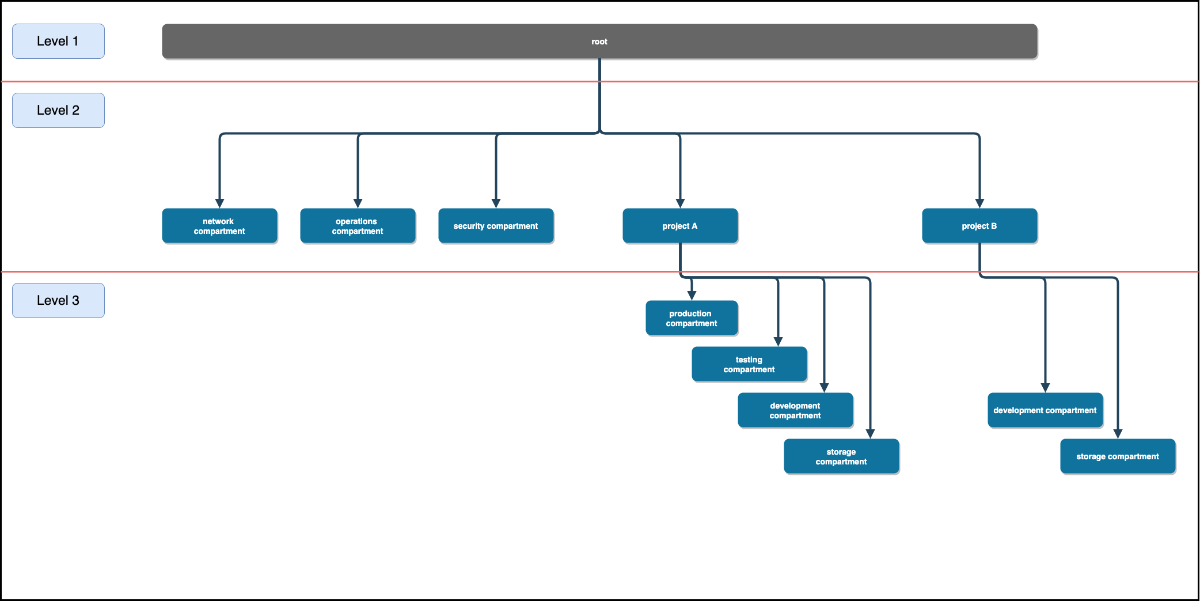 Level 1
root
Level 2
network
compartment
operations
compartment
security compartment
project A
project B
Level 3
production
compartment
testing
compartment
development
compartment
development compartment
storage
compartment
storage compartment